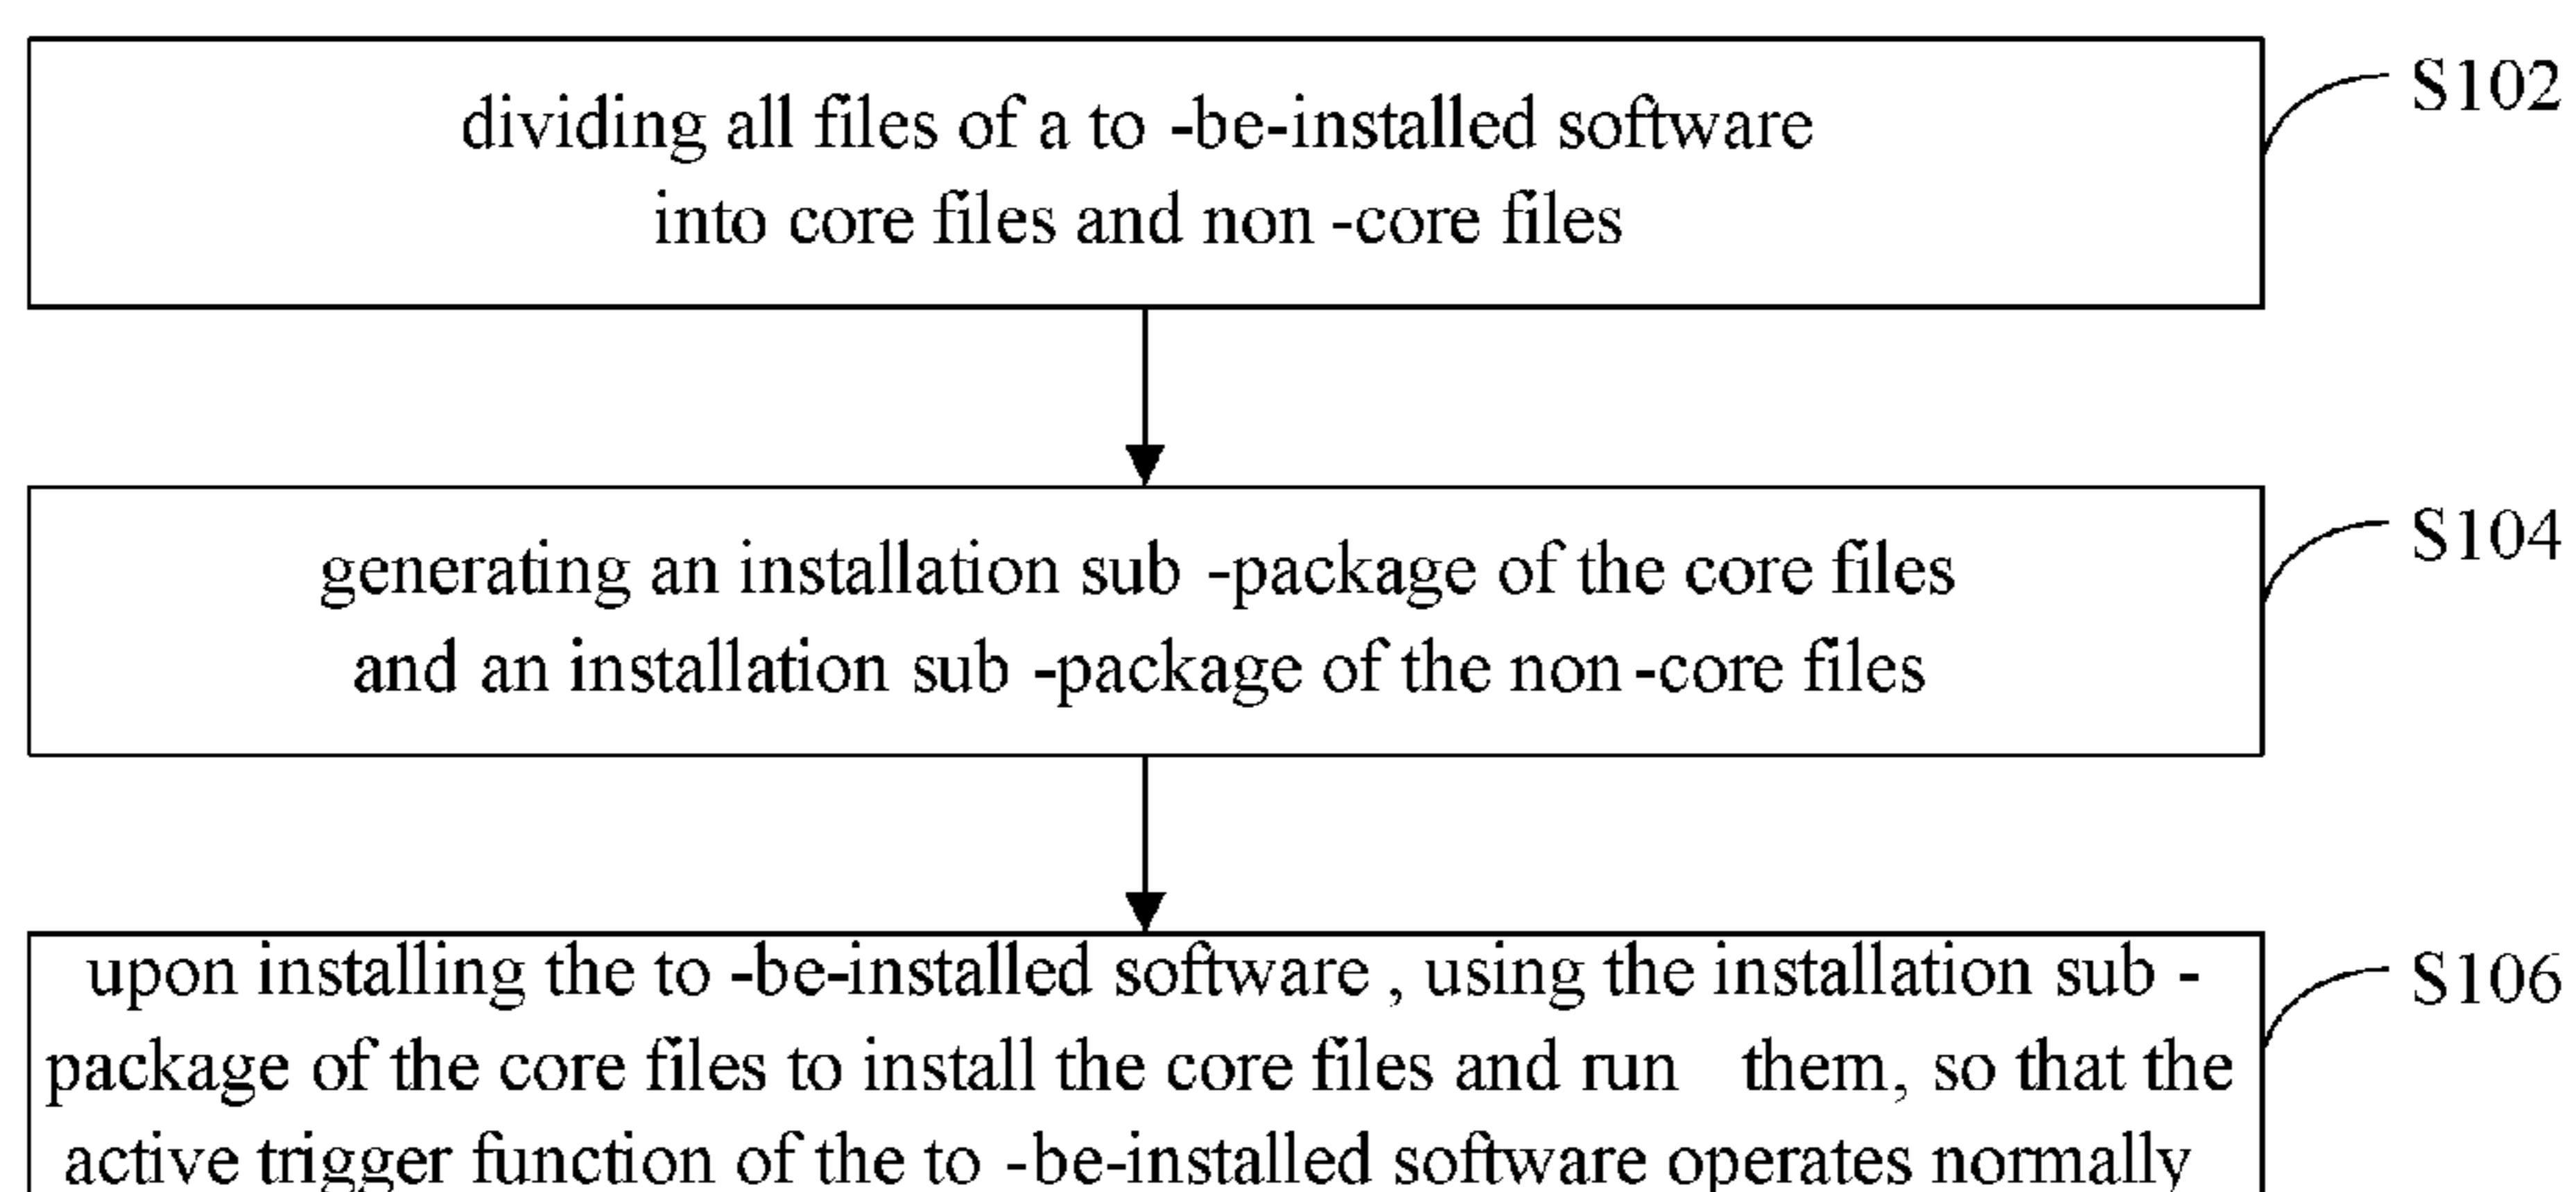 dividing all files of a to -be-installed software
into core files and non -core files
S102
generating an installation sub -package of the core files
and an installation sub -package of the non -core files
S104
upon installing the to -be-installed software , using the installation sub -
package of the core files to install the core files and run them, so that the
active trigger function of the to -be-installed software operates normally
S106